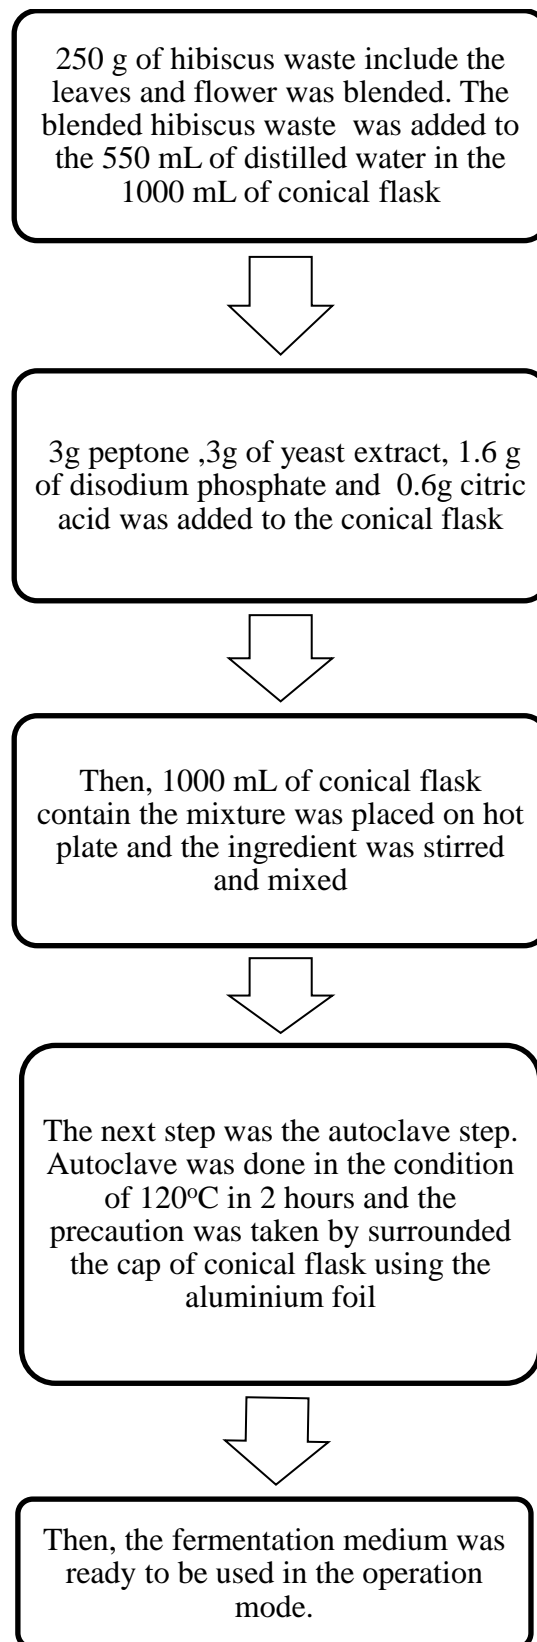 250 g of hibiscus waste include the
leaves and flower was blended. The
blended hibiscus waste  was added to
the 550 mL of distilled water in the
1000 mL of conical flask
3g peptone ,3g of yeast extract, 1.6 g
of disodium phosphate and  0.6g citric
acid was added to the conical flask
Then, 1000 mL of conical flask
contain the mixture was placed on hot
plate and the ingredient was stirred
and mixed
The next step was the autoclave step.
Autoclave was done in the condition
of 120°C in 2 hours and the
precaution was taken by surrounded
the cap of conical flask using the
aluminium foil
Then, the fermentation medium was
ready to be used in the operation
mode.